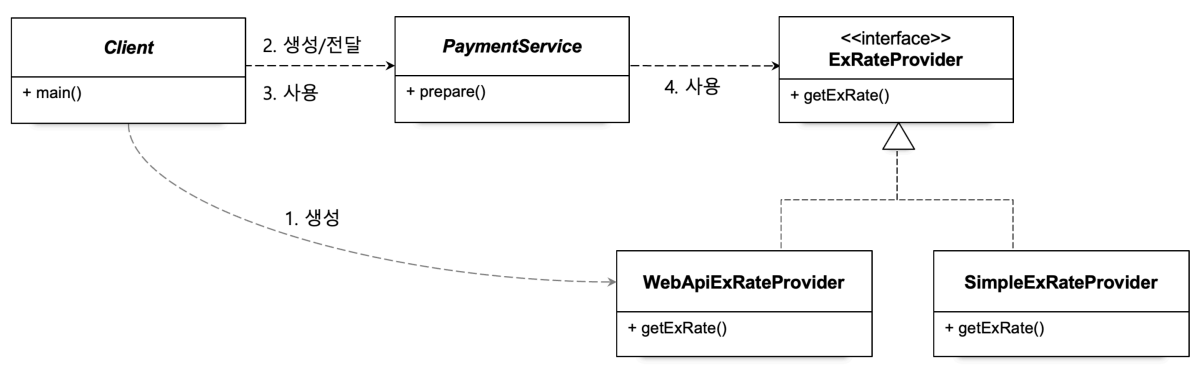 Client
+ main()
2. 생성/전달
3. 사용
PaymentService
+ prepare()
4. 사용
<<interface>>
ExRateProvider
+ getExRate()
1. 생성
WebApiExRateProvider
+ getExRate()
SimpleExRateProvider
+ getExRate()